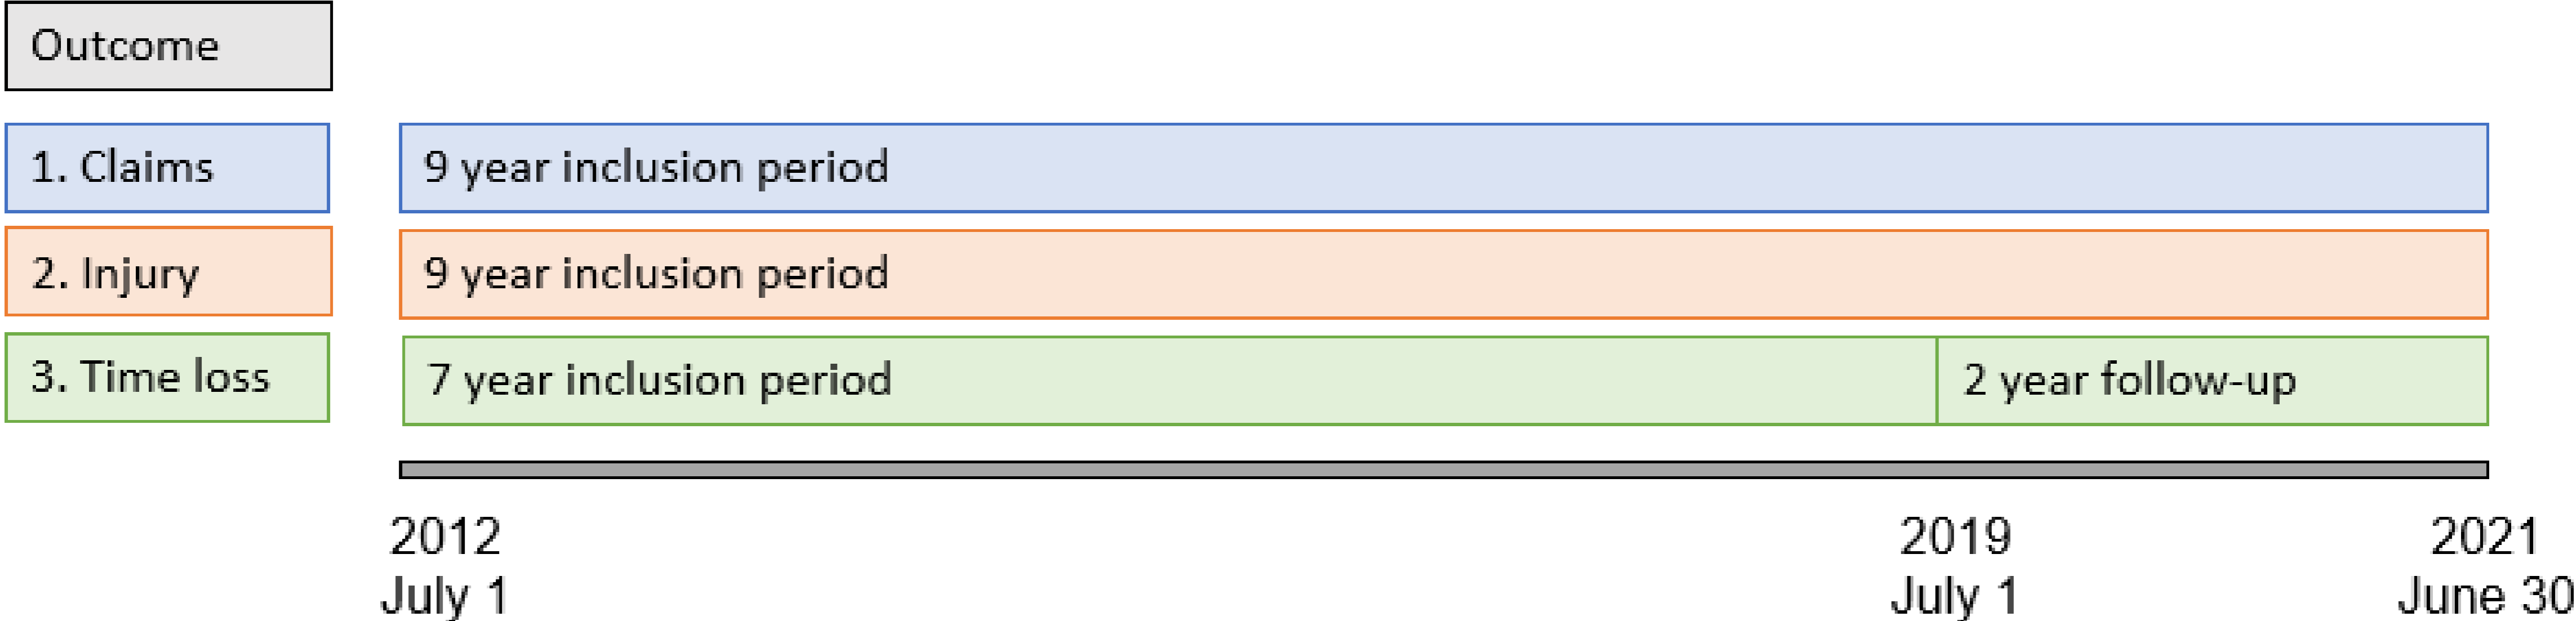 Outcome
1. Claims
9 year inclusion period
2. Injury
9 year inclusion period
3. Time loss
7 year inclusion period
2 year follow-up
2012
July 1
2019
July 1
2021
June 30